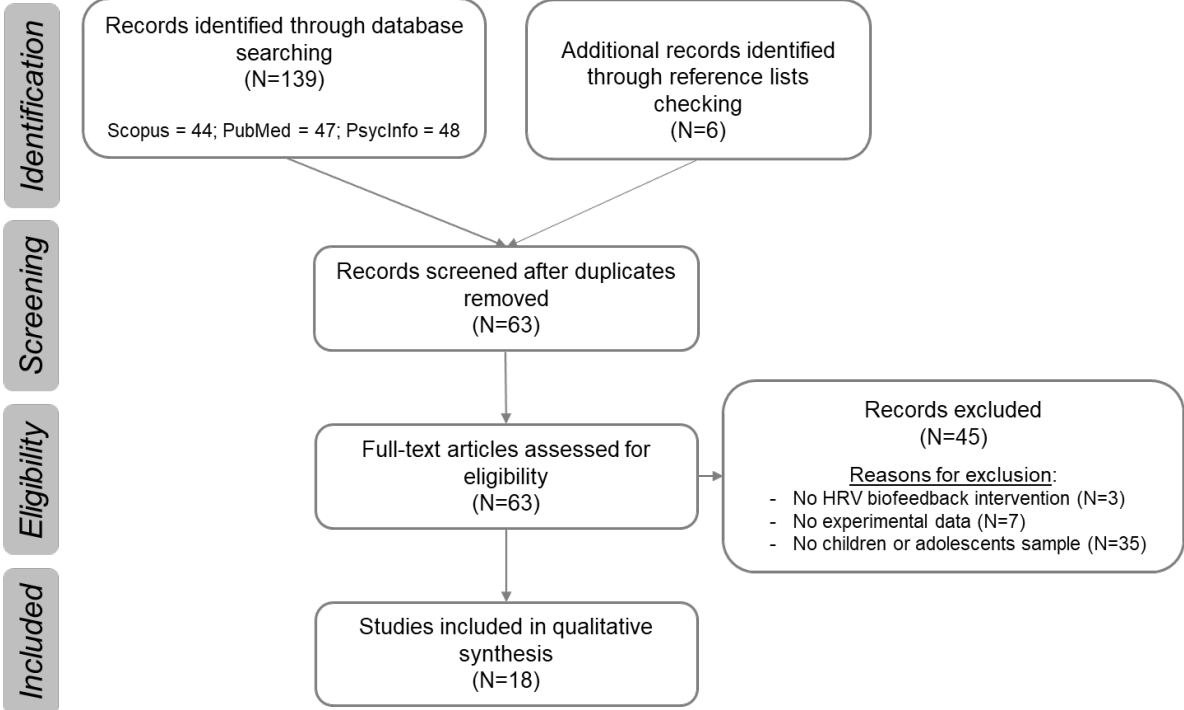 Identification
Records identified through database
searching
(N=139)
Scopus = 44; PubMed = 47; PsycInfo = 48
Additional records identified
through reference lists
checking
(N=6)
Screening
Records screened after duplicates
removed
(N=63)
Eligibility
Full-text articles assessed for
eligibility
(N=63)
Records excluded
(N=45)
Reasons for exclusion:
- No HRV biofeedback intervention (N=3)
- No experimental data (N=7)
- No children or adolescents sample (N=35)
Included
Studies included in qualitative
synthesis
(N=18)